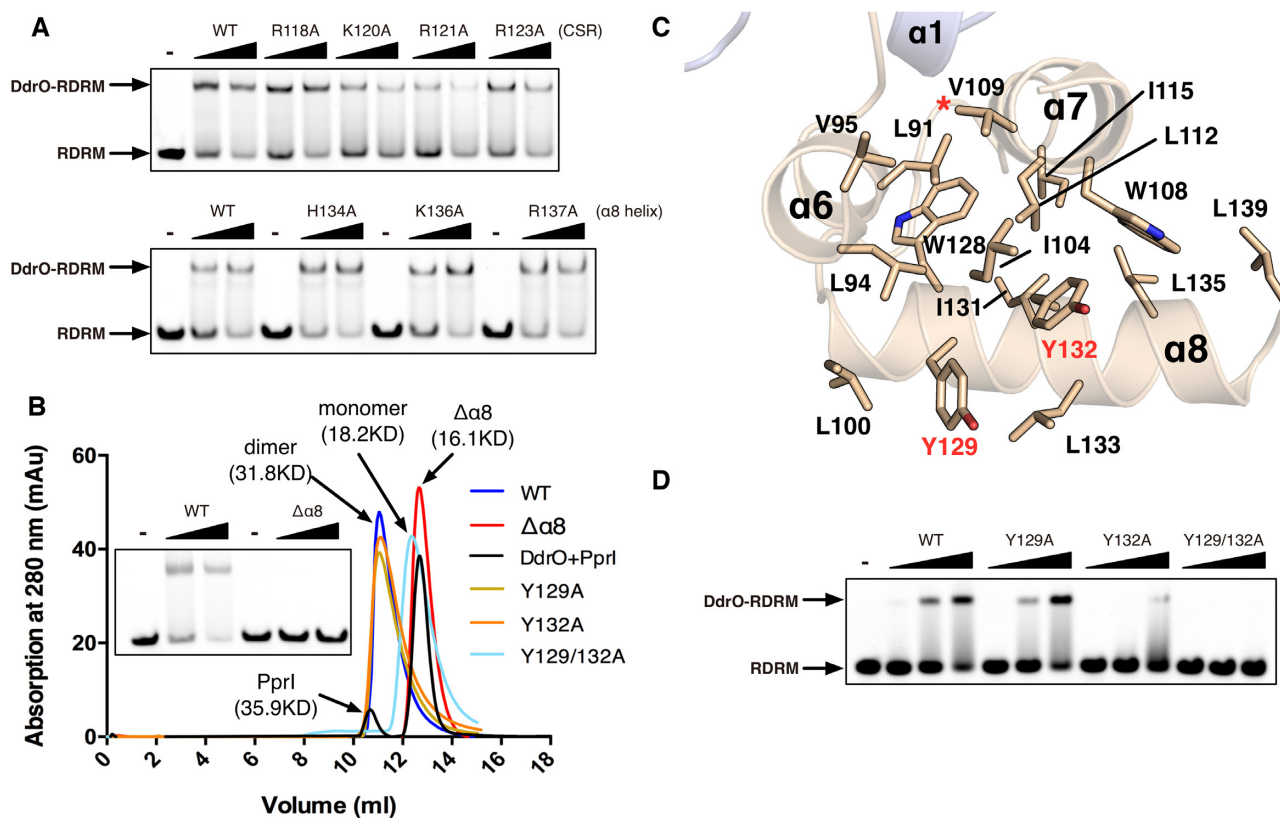 A
WT R118A K120A R121A R123A (CSR)
-
DdrO-RDRM
RDRM
WT H134A K136A R137A (α8 helix)
- - - -
DdrO-RDRM
RDRM
B
Absorption at 280 nm (mAu)
60
40
20
0
0 2 4 6 8 10 12 14 16 18
Volume (ml)
dimer
(31.8KD)
monomer
(18.2KD)
Δα8
(16.1KD)
PprI
(35.9KD)
WT Δα8
- -
WT
Δα8
DdrO+PprI
Y129A
Y132A
Y129/132A
C
α1
*
V109
α7
I115
L112
V95
L91
W108
α6
L139
W128
I104
L94
I131
L135
Y132
α8
L100
Y129
L133
D
WT Y129A Y132A Y129/132A
-
DdrO-RDRM
RDRM